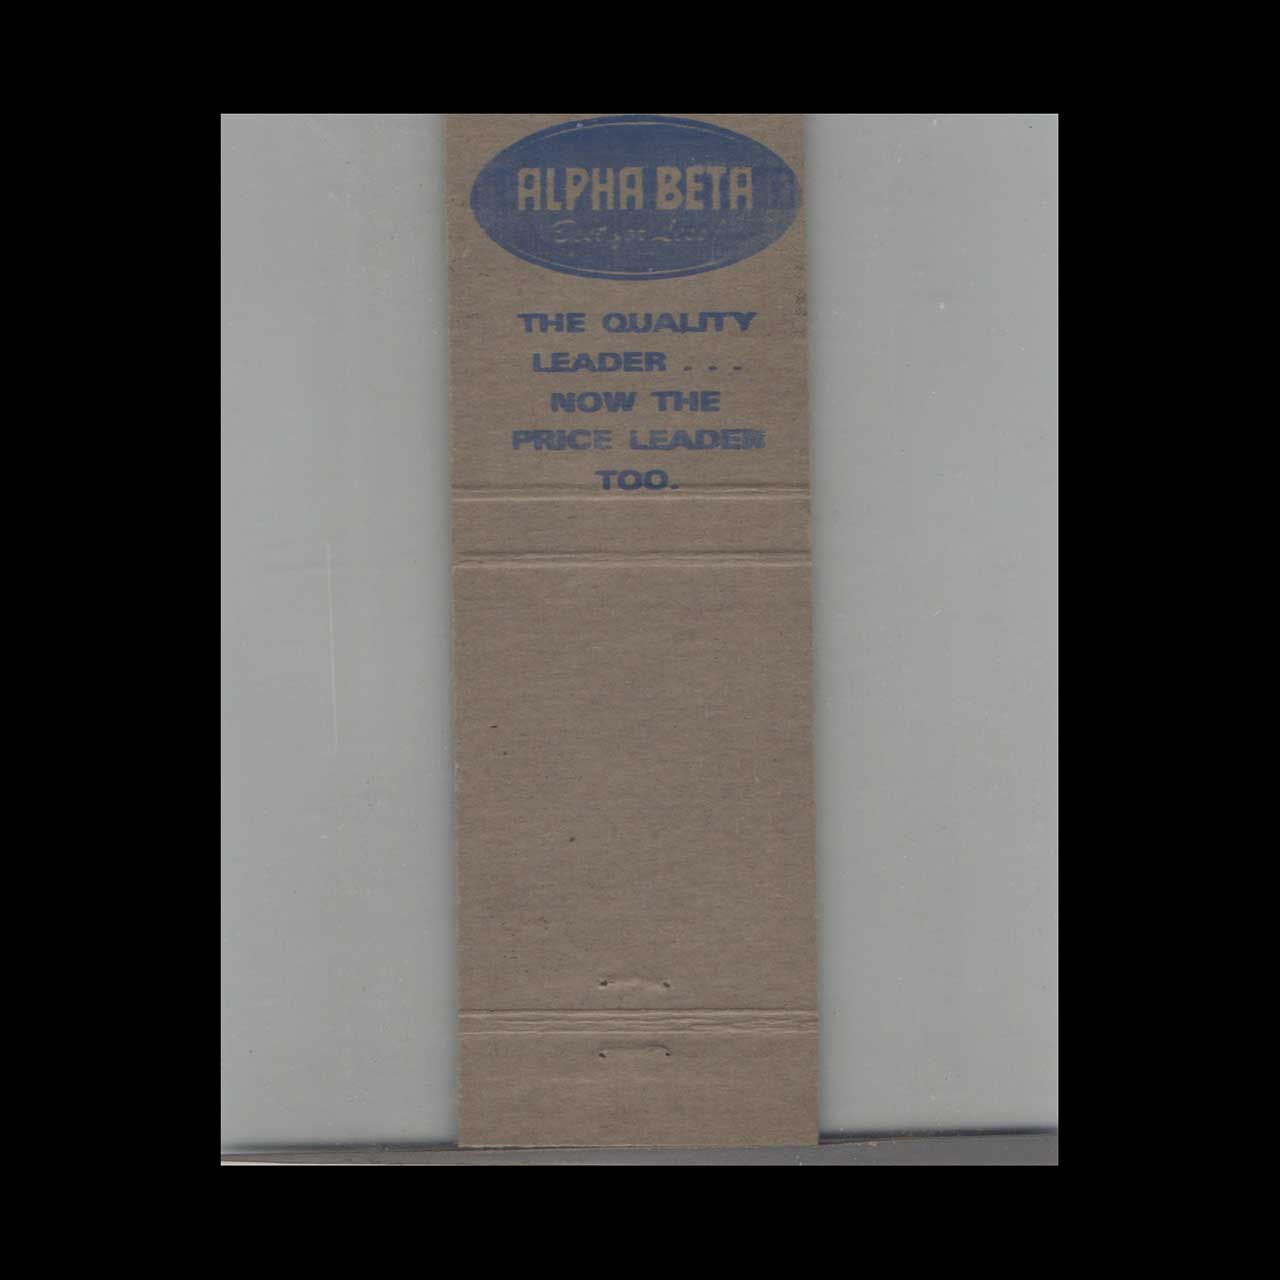 ALPHA BETA
THE QUALITY
LEADER . . .
NOW THE
PRICE LEADER
TOO.